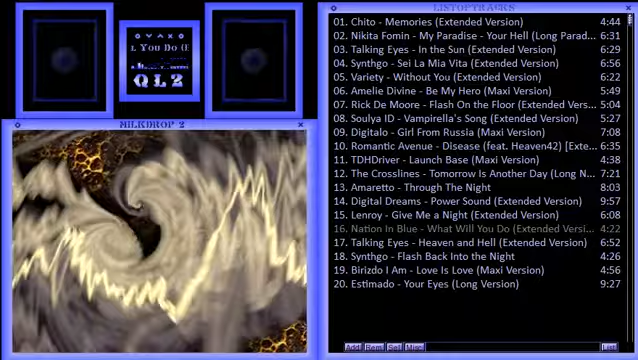 LISTOFTRACKS
1. You Do (E
QL2
MILKDROP 2
01. Chito - Memories (Extended Version) 4:44
02. Nikita Fomin - My Paradise - Your Hell (Long Parad... 6:31
03. Talking Eyes - In the Sun (Extended Version) 6:29
04. Synthgo - Sei La Mia Vita (Extended Version) 6:56
05. Variety - Without You (Extended Version) 6:22
06. Amelie Divine - Be My Hero (Maxi Version) 5:49
07. Rick De Moore - Flash On the Floor (Extended Vers... 5:04
08. Soulya ID - Vampirella's Song (Extended Version) 5:27
09. Digitalo - Girl From Russia (Maxi Version) 7:08
10. Romantic Avenue - Disease (feat. Heaven42) [Exte... 6:35
11. TDHDriver - Launch Base (Maxi Version) 4:38
12. The Crosslines - Tomorrow Is Another Day (Long N... 7:21
13. Amaretto - Through The Night 8:03
14. Digital Dreams - Power Sound (Extended Version) 9:57
15. Lenroy - Give Me a Night (Extended Version) 6:08
16. Nation In Blue - What Will You Do (Extended Versi... 4:22
17. Talking Eyes - Heaven and Hell (Extended Version) 6:52
18. Synthgo - Flash Back Into the Night 4:26
19. Birizdo I Am - Love Is Love (Maxi Version) 4:56
20. Estimado - Your Eyes (Long Version) 9:27
Add Rem Sel Misc List